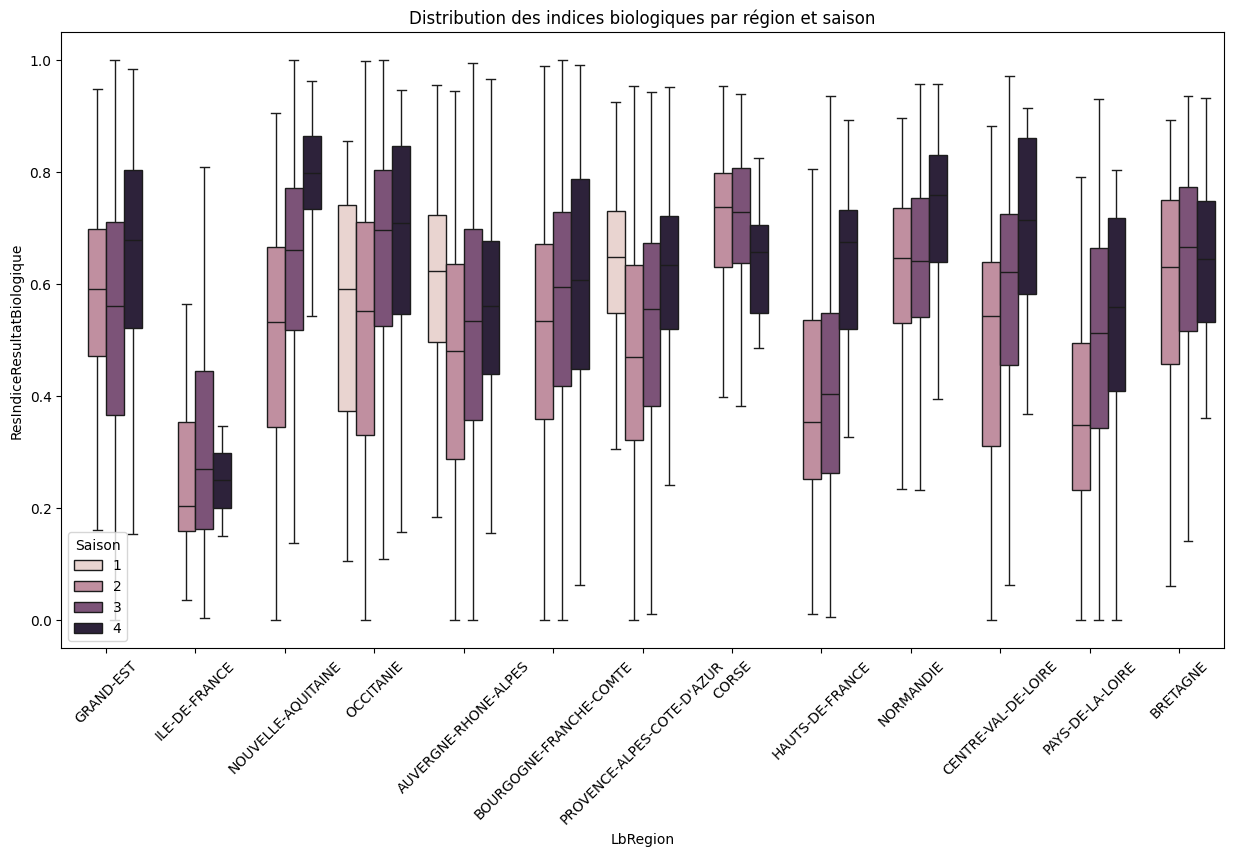 Distribution des indices biologiques par région et saison
ResIndiceResultatBiologique
1.0
0.8
0.6
0.4
0.2
0.0
Saison
1
2
3
4
GRAND-EST
ILE-DE-FRANCE
NOUVELLE-AQUITAINE
OCCITANIE
AUVERGNE-RHONE-ALPES
BOURGOGNE-FRANCHE-COMTE
PROVENCE-ALPES-COTE-D'AZUR
CORSE
HAUTS-DE-FRANCE
NORMANDIE
CENTRE-VAL-DE-LOIRE
PAYS-DE-LA-LOIRE
BRETAGNE
LbRegion